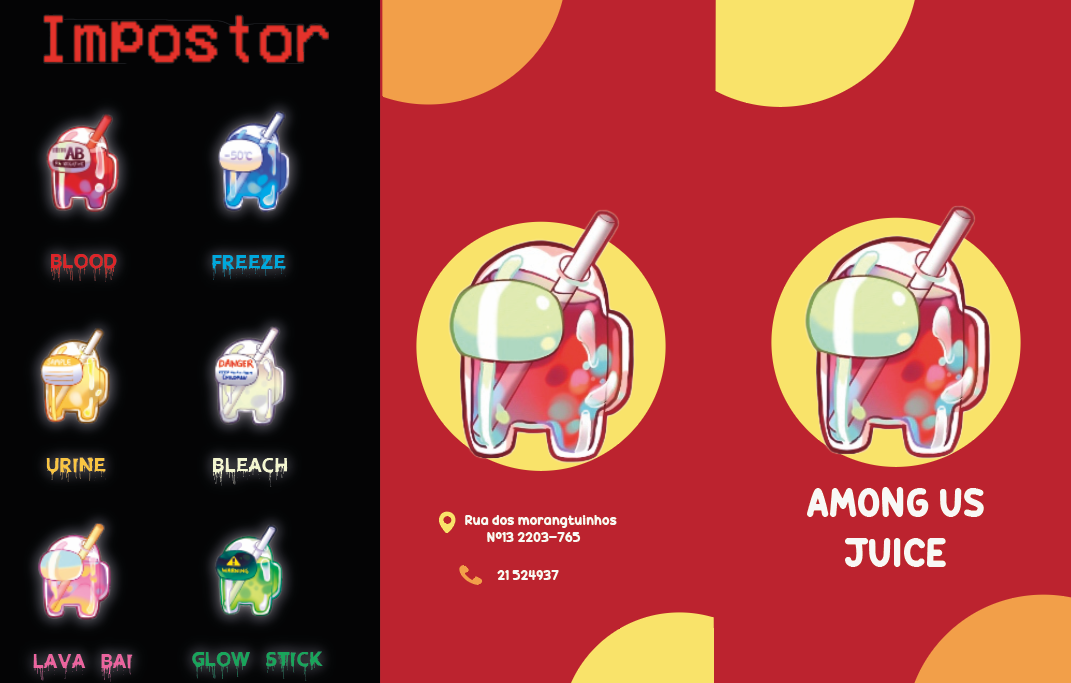 Impostor
AB
-50°C
BLOOD
FREEZE
DANGER
URINE
BLEACH
WARNING
LAVA BAI
GLOW STICK
Rua dos morangtuinhos
Nº13 2203-765
21 524937
AMONG US
JUICE